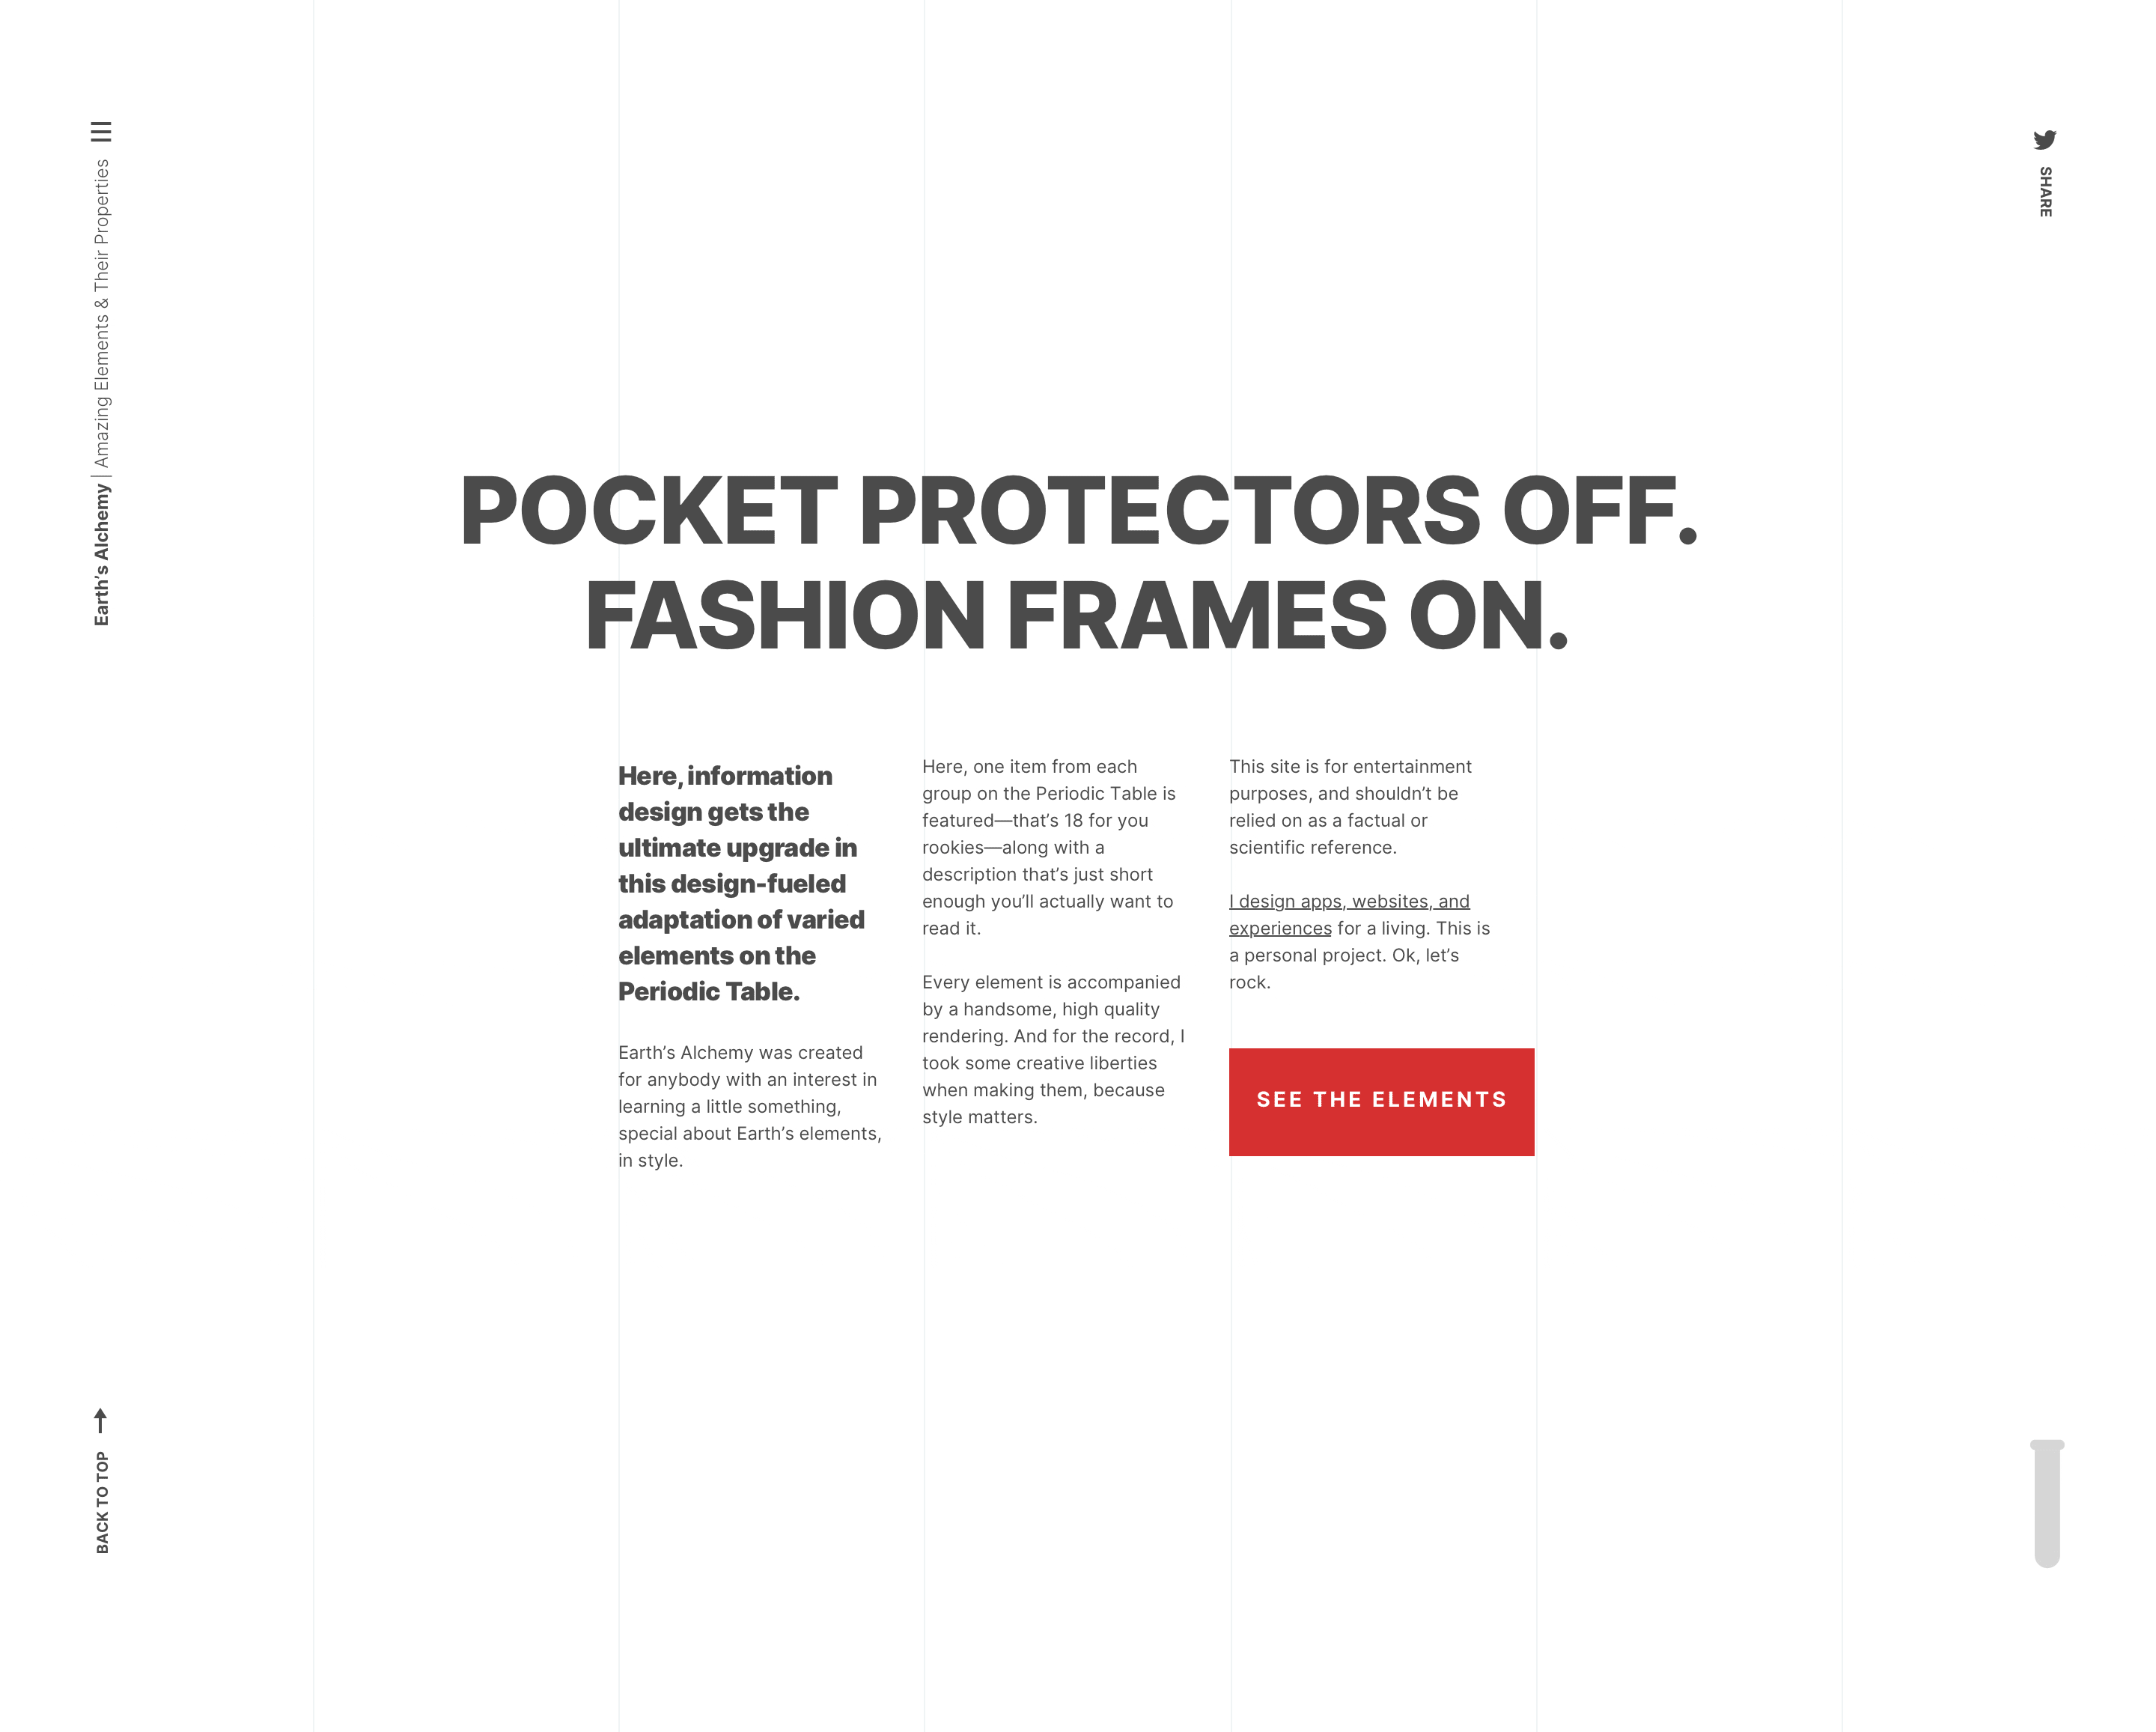 Earth’s Alchemy | Amazing Elements & Their Properties
SHARE
POCKET PROTECTORS OFF.
FASHION FRAMES ON.
Here, information
design gets the
ultimate upgrade in
this design-fueled
adaptation of varied
elements on the
Periodic Table.
Earth’s Alchemy was created
for anybody with an interest in
learning a little something,
special about Earth’s elements,
in style.
Here, one item from each
group on the Periodic Table is
featured—that’s 18 for you
rookies—along with a
description that’s just short
enough you’ll actually want to
read it.
Every element is accompanied
by a handsome, high quality
rendering. And for the record, I
took some creative liberties
when making them, because
style matters.
This site is for entertainment
purposes, and shouldn’t be
relied on as a factual or
scientific reference.
I design apps, websites, and
experiences for a living. This is
a personal project. Ok, let’s
rock.
SEE THE ELEMENTS
BACK TO TOP